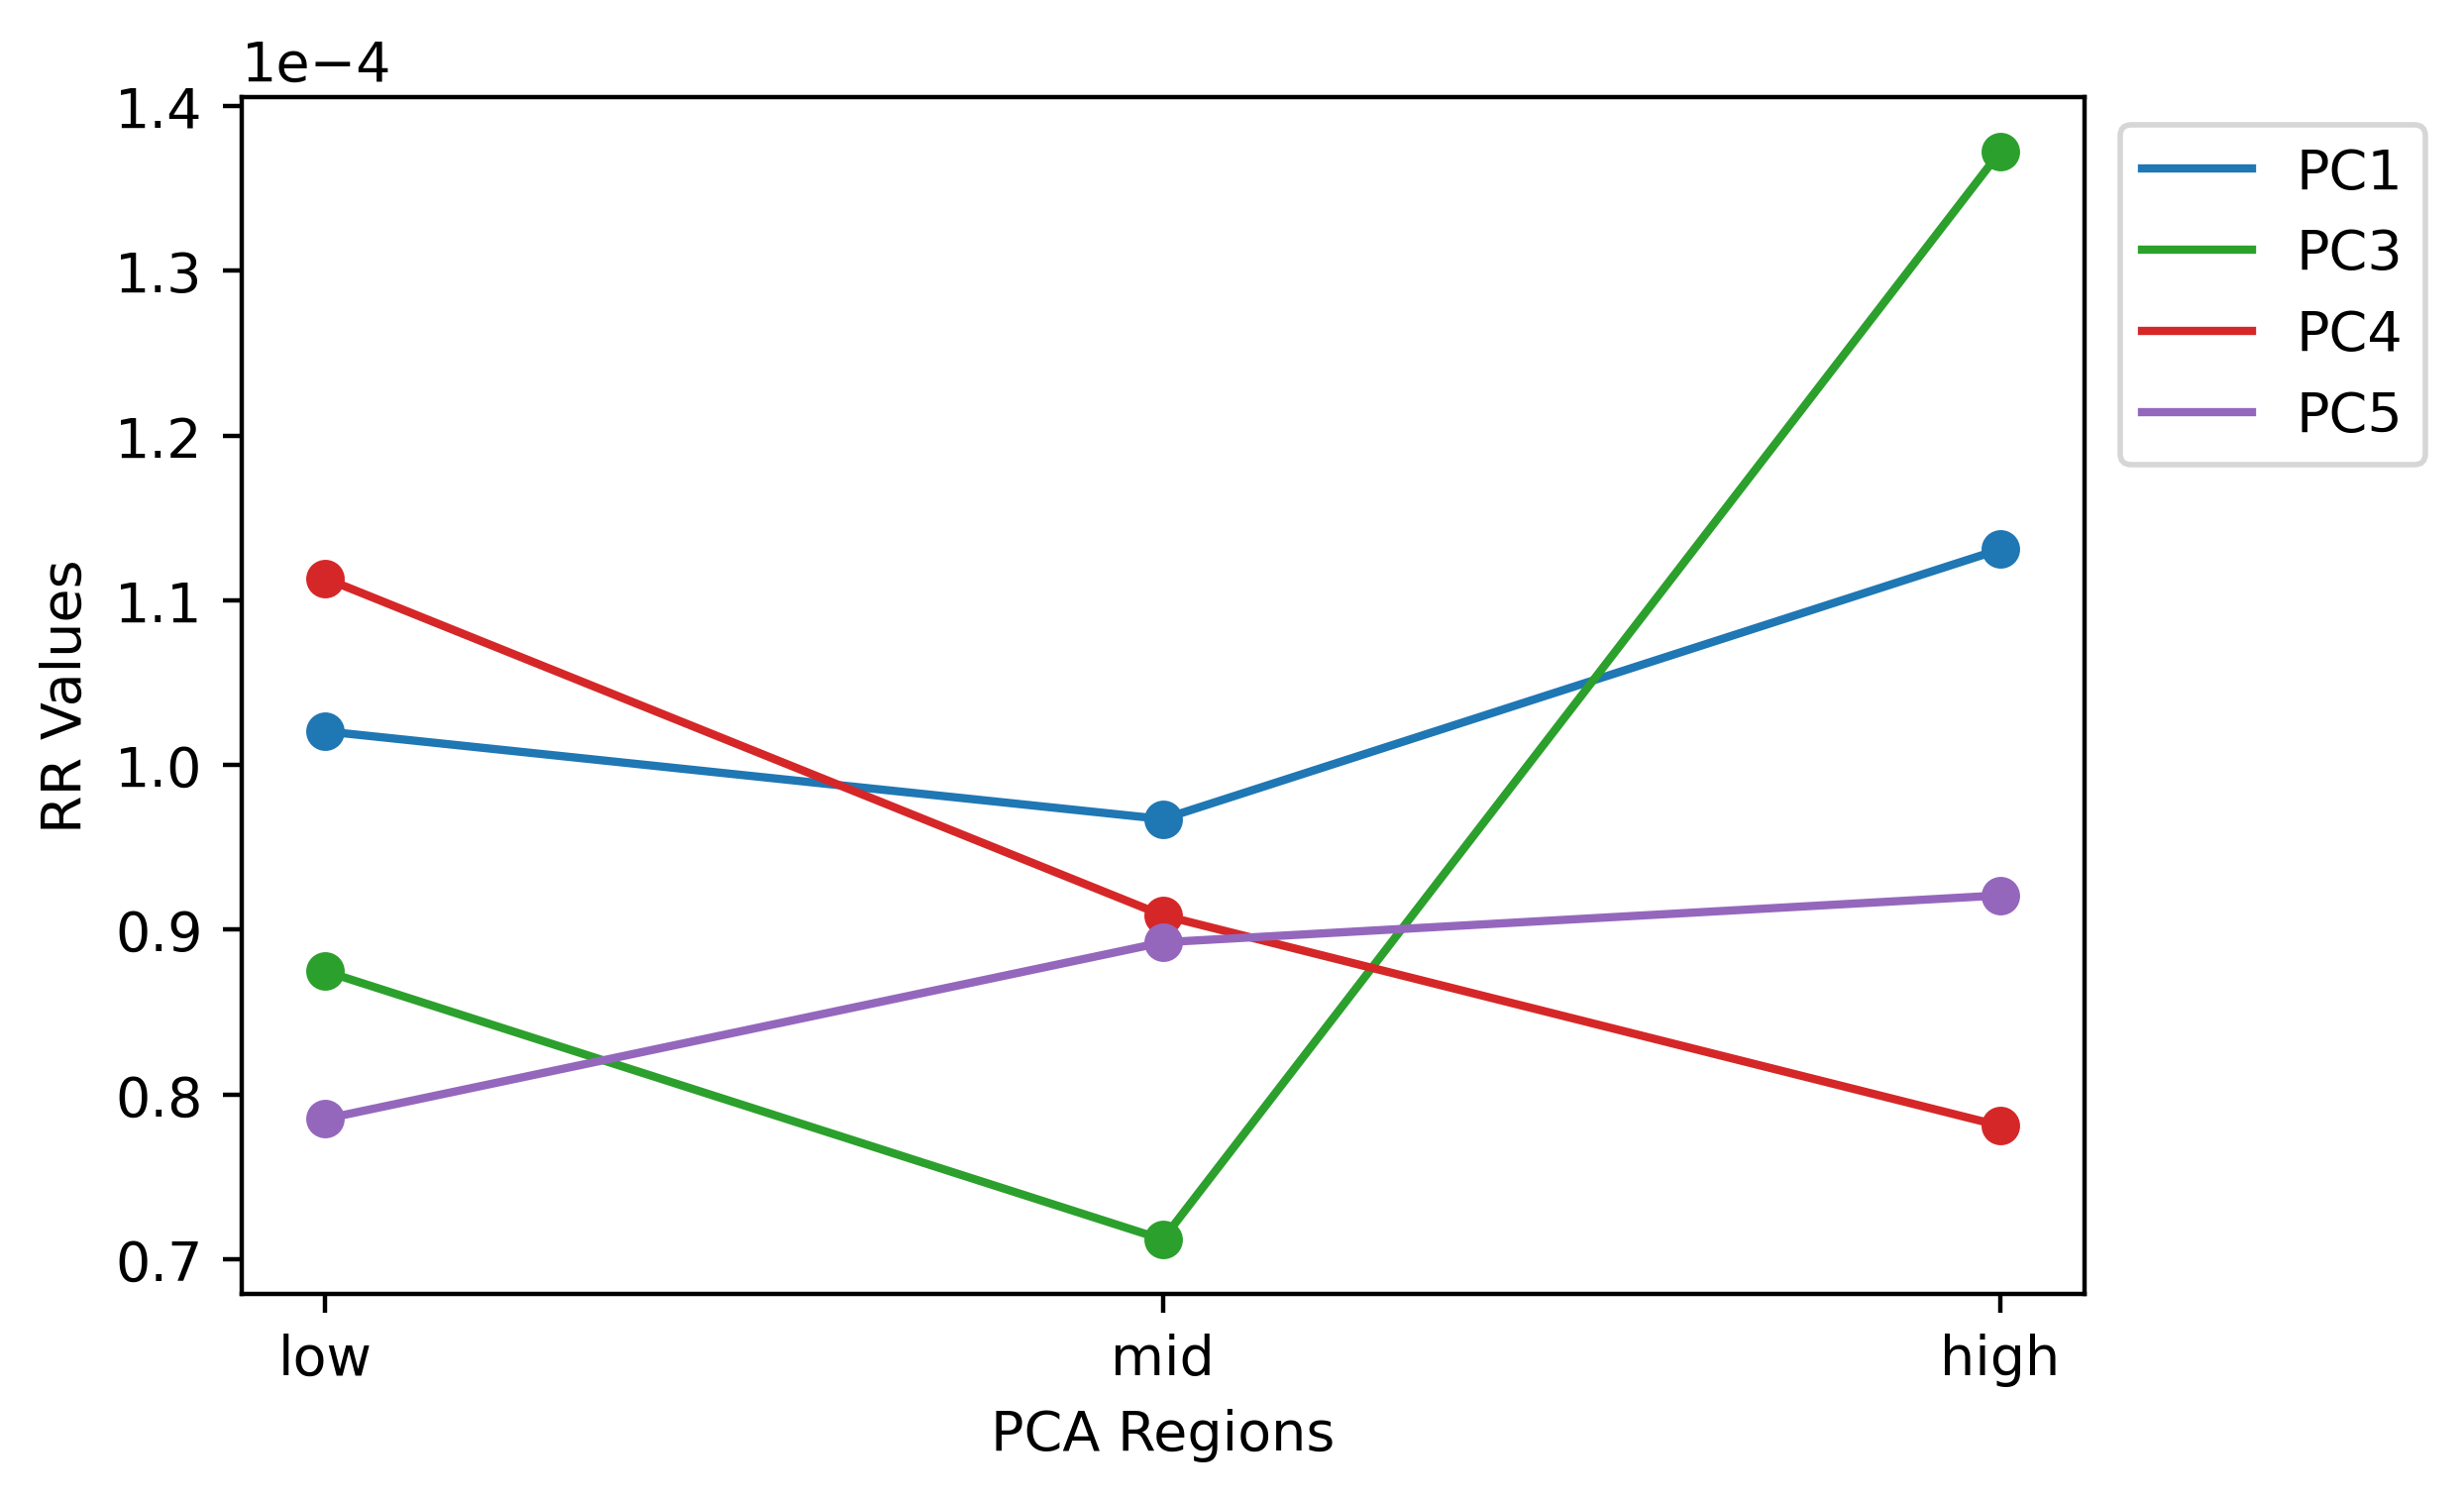 1e−4
1.4
1.3
1.2
1.1
1.0
0.9
0.8
0.7
RR Values
low mid high
PCA Regions
PC1
PC3
PC4
PC5